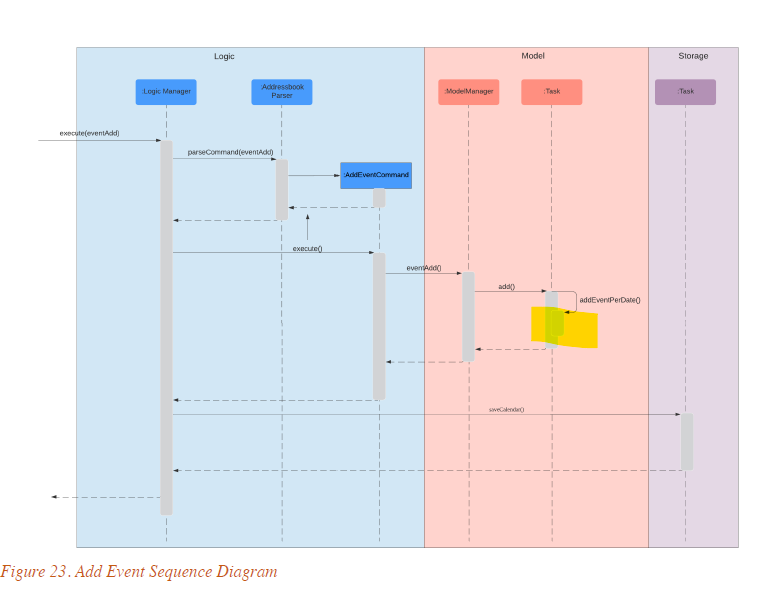 Logic
Model
Storage
:Logic Manager
:Addressbook
Parser
:ModelManager
:Task
:Task
execute(eventAdd)
parseCommand(eventAdd)
:AddEventCommand
execute()
eventAdd()
add()
addEventPerDate()
saveCalendar()
Figure 23. Add Event Sequence Diagram